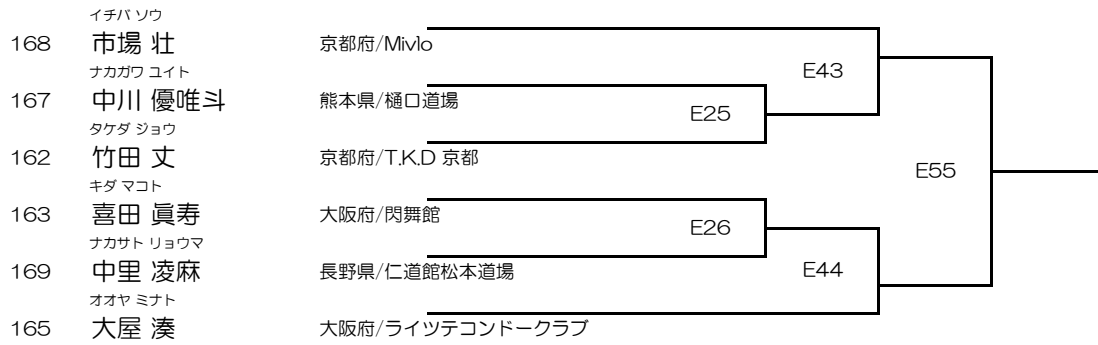 イチバ ソウ
168 市場 壮 京都府/Mivlo
E43
ナカガワ ユイト
167 中川 優唯斗 熊本県/樋口道場
E25
タケダ ジョウ
162 竹田 丈 京都府/T.K.D 京都
E55
キダ マコト
163 喜田 眞寿 大阪府/閃舞館
E26
ナカサト リョウマ
169 中里 凌麻 長野県/仁道館松本道場
E44
オオヤ ミナト
165 大屋 湊 大阪府/ライツテコンドークラブ